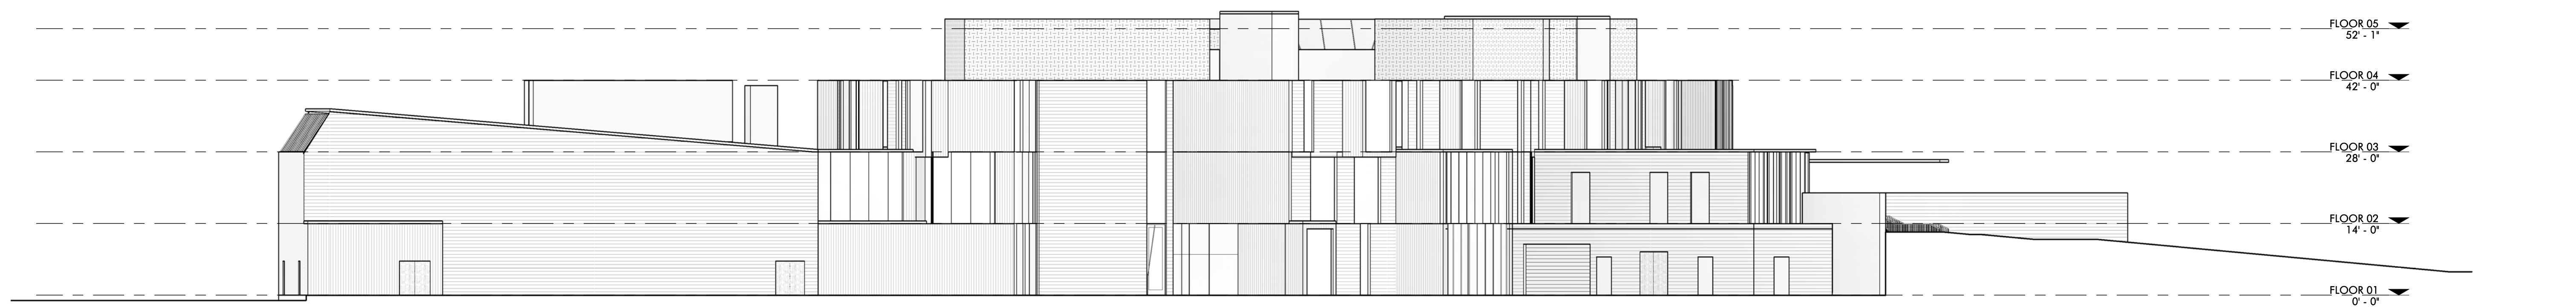 FLOOR 05
52' - 1"
FLOOR 04
42' - 0"
FLOOR 03
28' - 0"
FLOOR 02
14' - 0"
FLOOR 01
0' - 0"